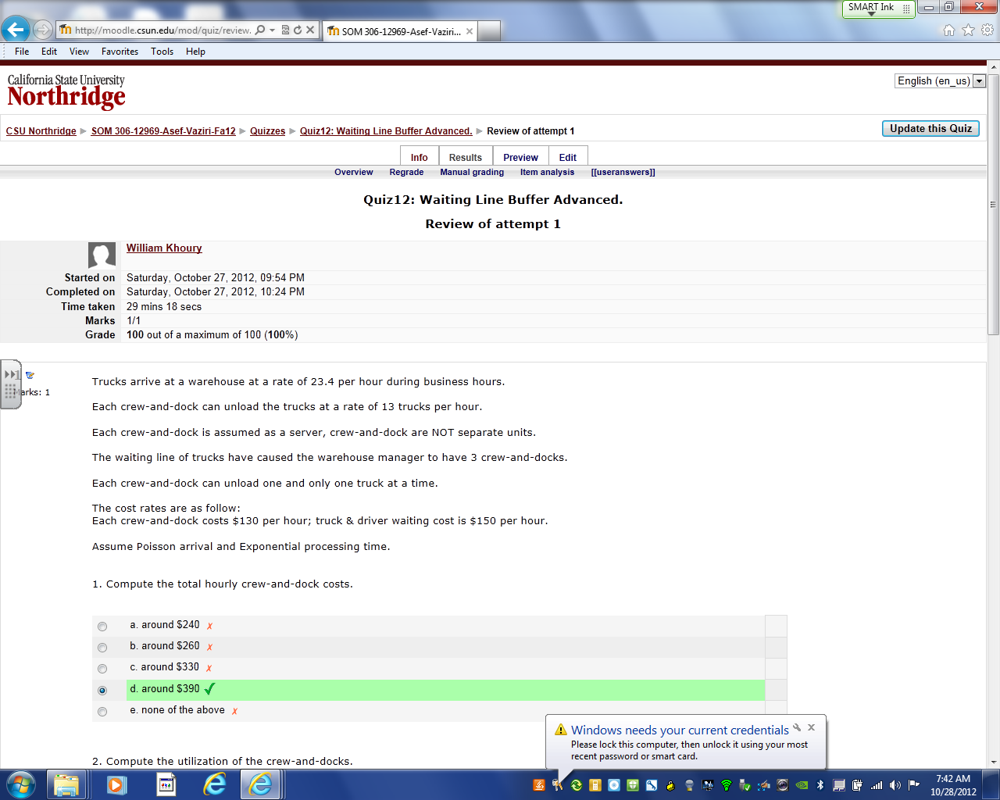 SMART Ink
http://moodle.csun.edu/mod/quiz/review.
SOM 306-12969-Asef-Vaziri...
File Edit View Favorites Tools Help
California State University
Northridge
English (en_us)
CSU Northridge ► SOM 306-12969-Asef-Vaziri-Fa12 ► Quizzes ► Quiz12: Waiting Line Buffer Advanced. ► Review of attempt 1
Update this Quiz
Info Results Preview Edit
Overview Regrade Manual grading Item analysis [[useranswers]]
Quiz12: Waiting Line Buffer Advanced.
Review of attempt 1
William Khoury
Started on Saturday, October 27, 2012, 09:54 PM
Completed on Saturday, October 27, 2012, 10:24 PM
Time taken 29 mins 18 secs
Marks 1/1
Grade 100 out of a maximum of 100 (100%)
1
arks: 1
Trucks arrive at a warehouse at a rate of 23.4 per hour during business hours.
Each crew-and-dock can unload the trucks at a rate of 13 trucks per hour.
Each crew-and-dock is assumed as a server, crew-and-dock are NOT separate units.
The waiting line of trucks have caused the warehouse manager to have 3 crew-and-docks.
Each crew-and-dock can unload one and only one truck at a time.
The cost rates are as follow:
Each crew-and-dock costs $130 per hour; truck & driver waiting cost is $150 per hour.
Assume Poisson arrival and Exponential processing time.
1. Compute the total hourly crew-and-dock costs.
a. around $240 ✗
b. around $260 ✗
c. around $330 ✗
d. around $390 ✓
e. none of the above ✗
2. Compute the utilization of the crew-and-docks.
Windows needs your current credentials
Please lock this computer, then unlock it using your most
recent password or smart card.
7:42 AM
10/28/2012